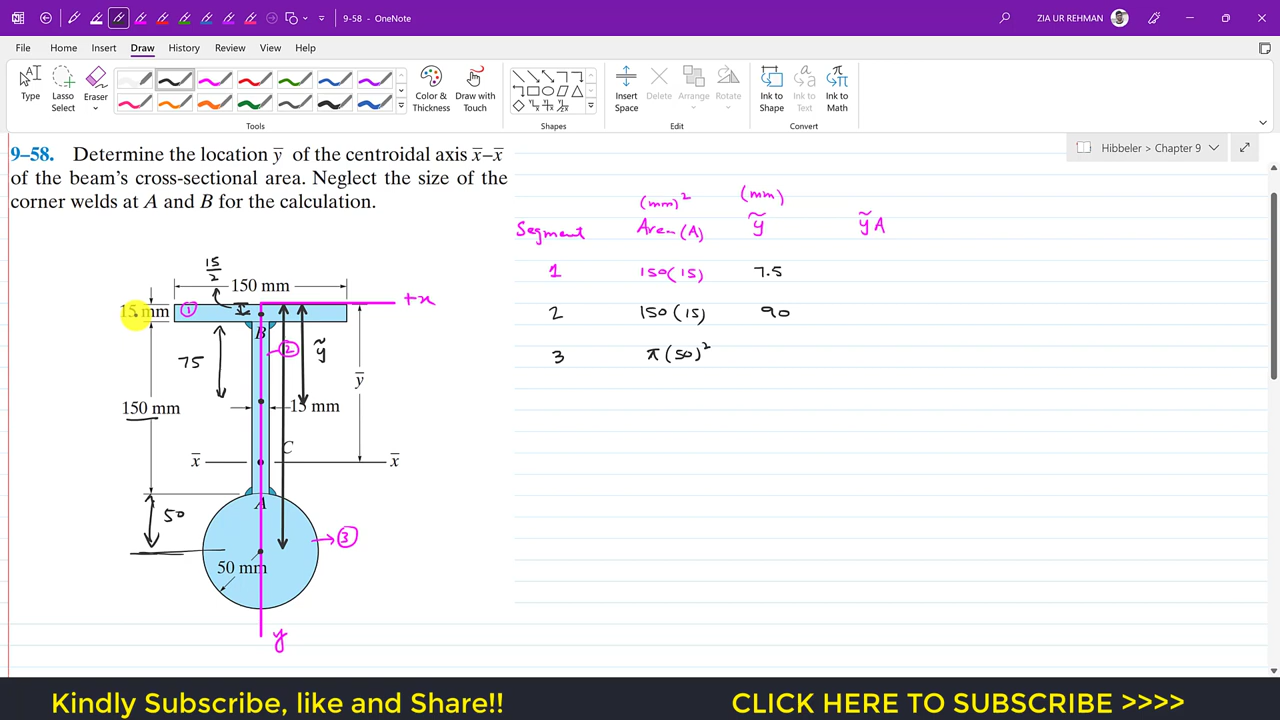 9-58 - OneNote
ZIA UR REHMAN
File Home Insert Draw History Review View Help
Type
Lasso Select
Eraser
Color & Thickness
Draw with Touch
Insert Space
Delete
Arrange
Rotate
Ink to Shape
Ink to Text
Ink to Math
Tools
Shapes
Edit
Convert
Hibbeler > Chapter 9
9–58. Determine the location y̅ of the centroidal axis x̅–x̅
of the beam's cross-sectional area. Neglect the size of the
corner welds at A and B for the calculation.
(mm)² (mm)
Segment Area(A) ỹ ỹA
1 150(15) 7.5
2 150(15) 90
3 π(50)²
15/2
150 mm
+x
15 mm
①
B
②
ỹ
75
y̅
150 mm
15 mm
C
x̅ x̅
A
50
③
50 mm
y
Kindly Subscribe, like and Share!!
CLICK HERE TO SUBSCRIBE >>>>